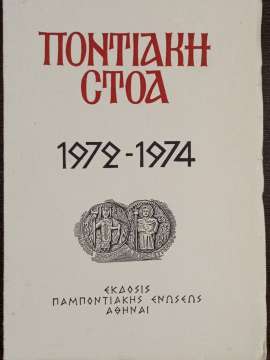 ΠΟΝΤΙΑΚΗ
ΣΤΟΑ
1972-1974
ΕΚΔΟΣΙΣ
ΠΑΜΠΟΝΤΙΑΚΗΣ ΕΝΩΣΕΩΣ
ΑΘΗΝΑΙ